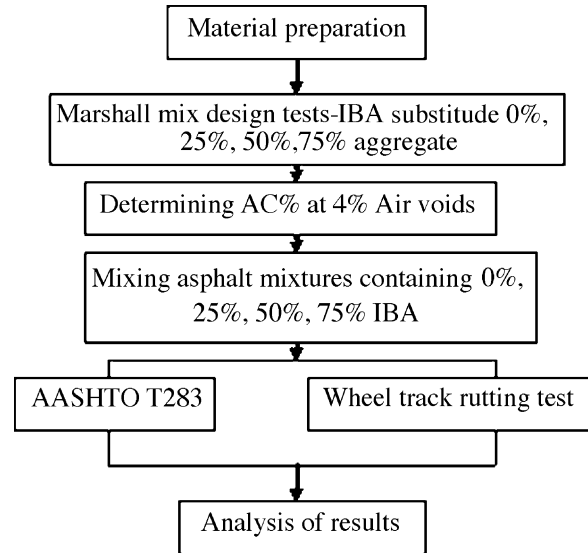 Material preparation
Marshall mix design tests-IBA substitude 0%,
25%, 50%,75% aggregate
Determining AC% at 4% Air voids
Mixing asphalt mixtures containing 0%,
25%, 50%, 75% IBA
AASHTO T283
Wheel track rutting test
Analysis of results